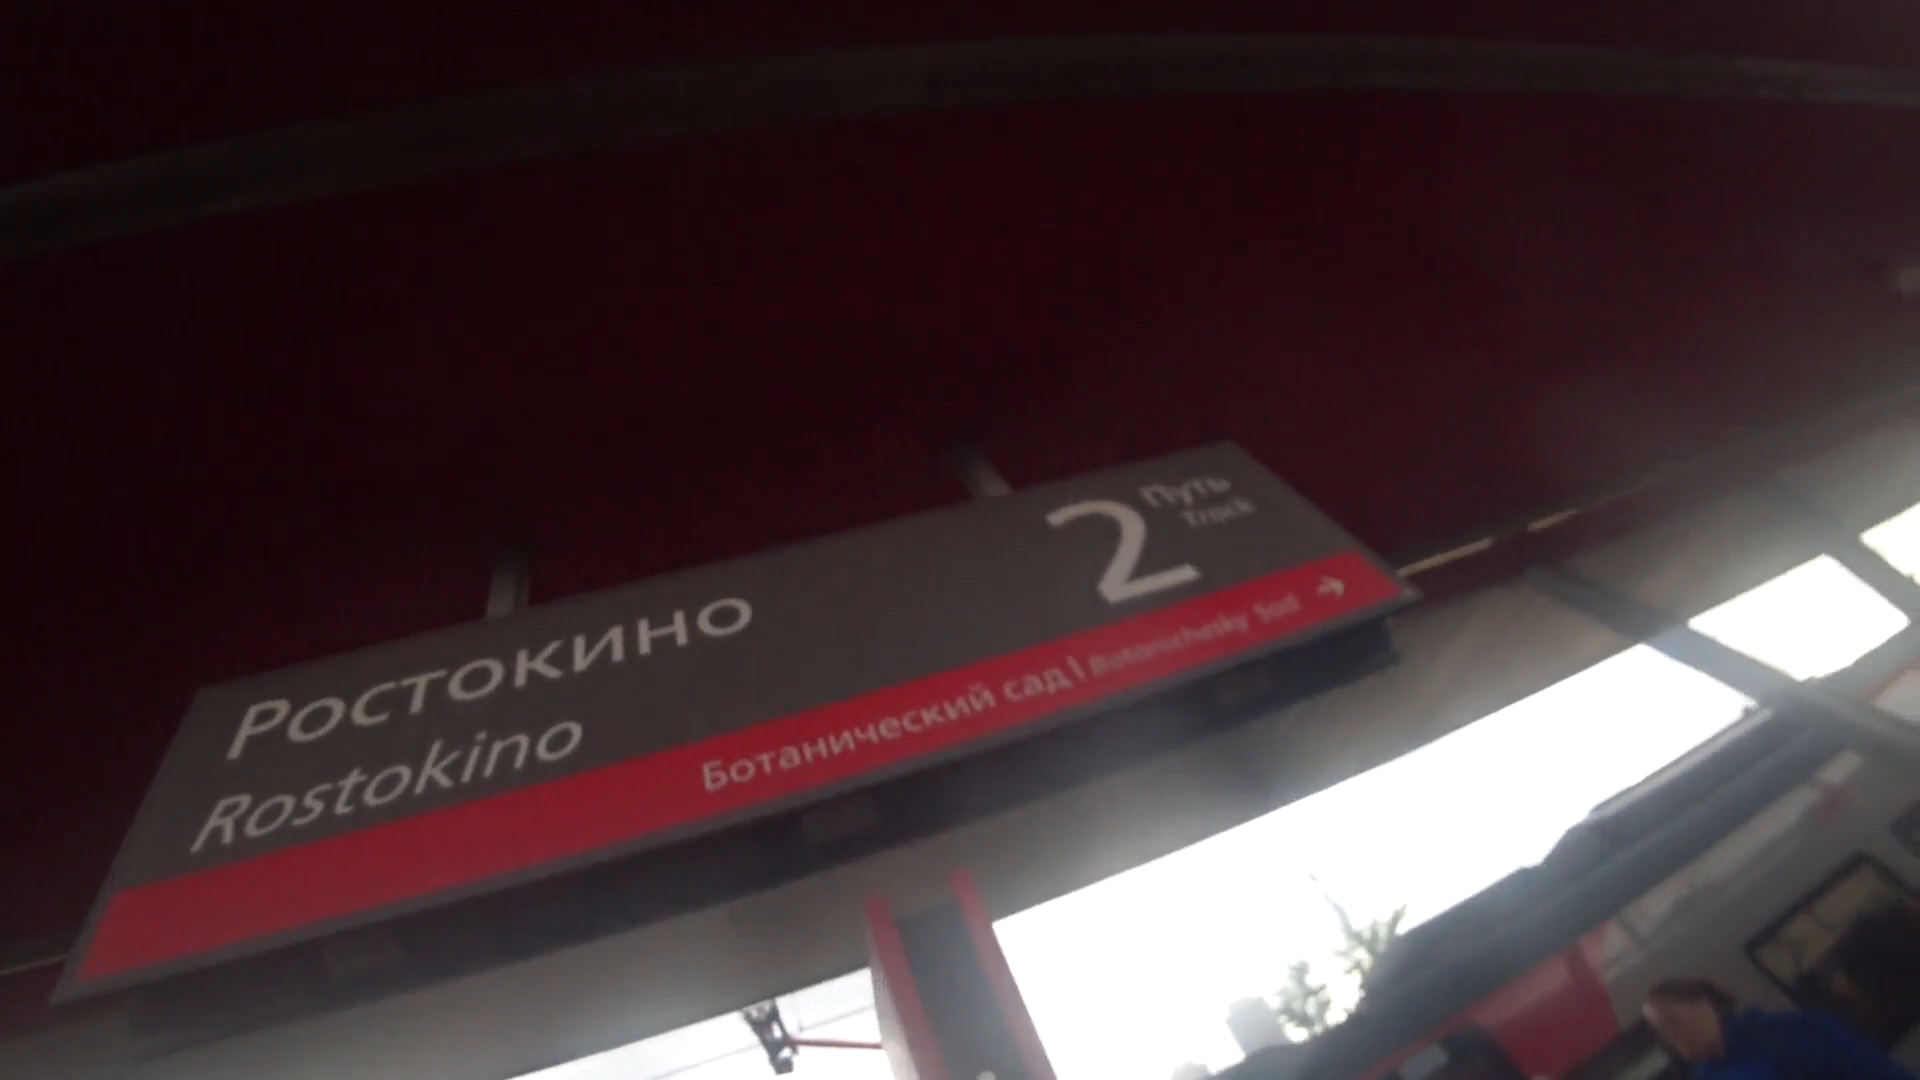 Ростокино
Rostokino
2 Путь
Track
Ботанический сад | Botanichesky Sad →